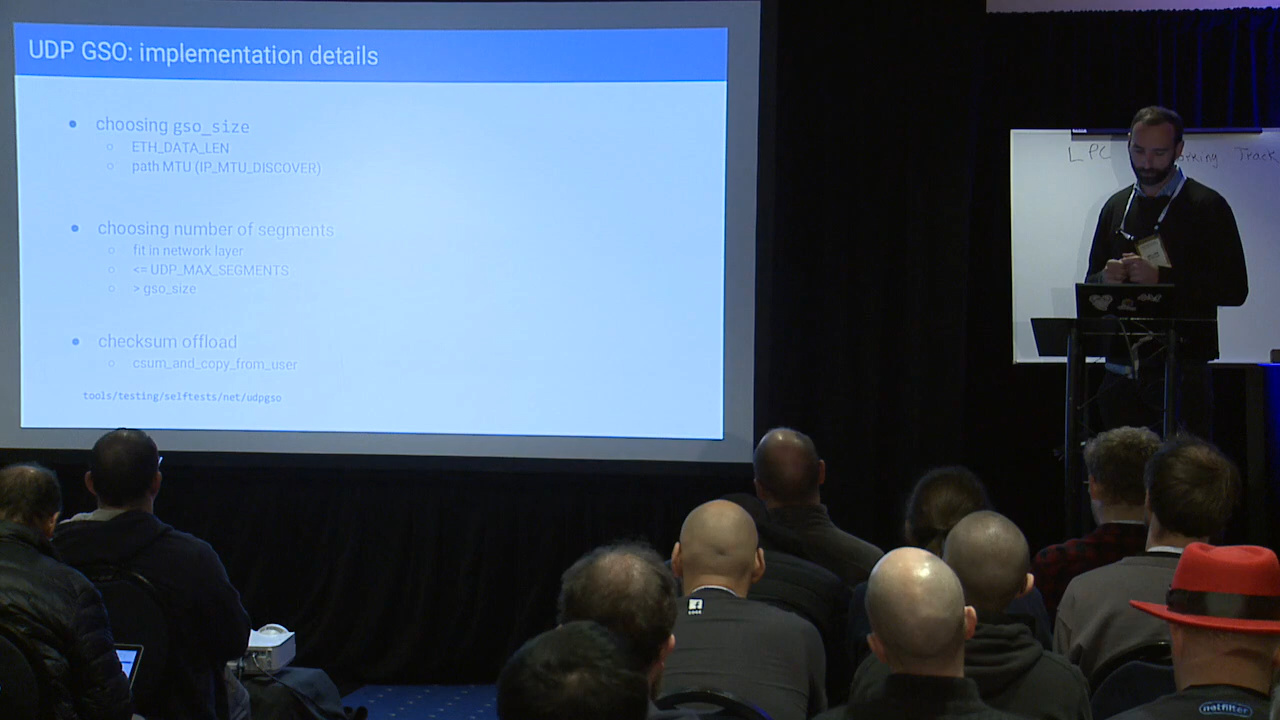 UDP GSO: implementation details
choosing gso_size
ETH_DATA_LEN
path MTU (IP_MTU_DISCOVER)
choosing number of segments
fit in network layer
<= UDP_MAX_SEGMENTS
> gso_size
checksum offload
csum_and_copy_from_user
tools/testing/selftests/net/udpgso
LPC
Track
netfilter